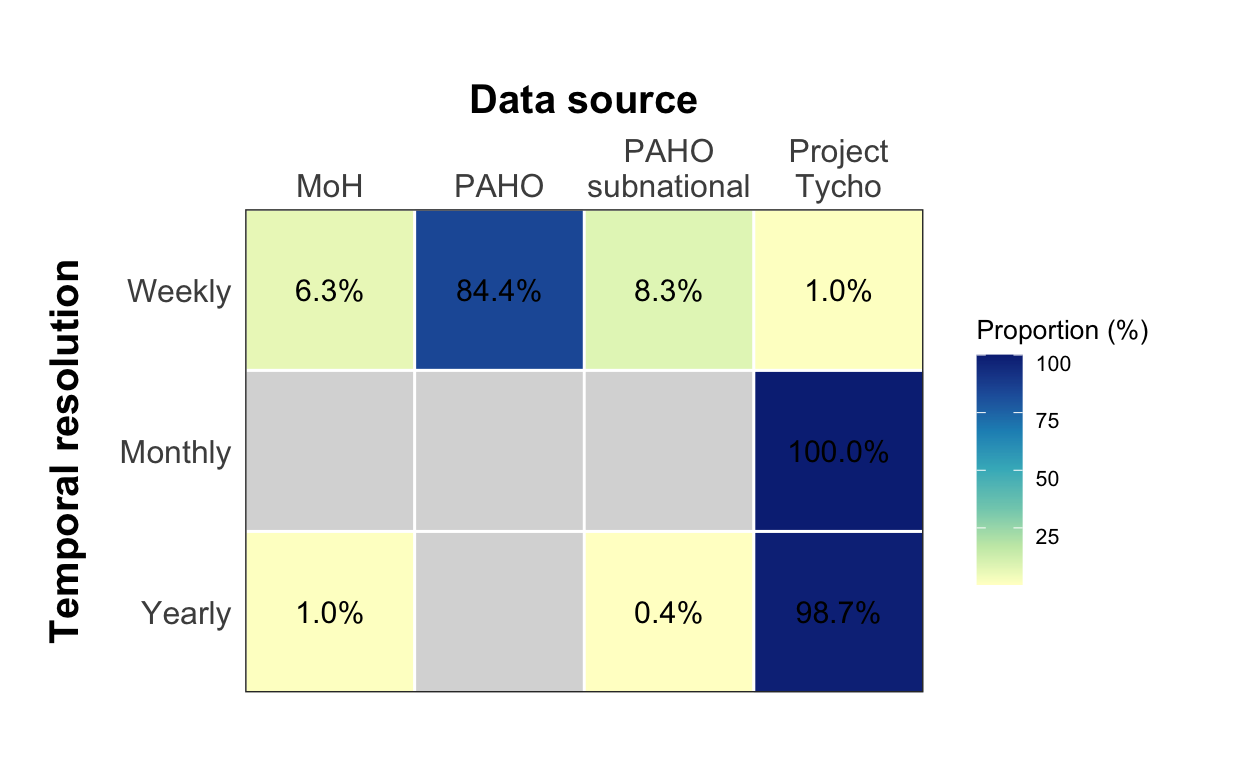 Data source
MoH
PAHO
PAHO
subnational
Project
Tycho
Temporal resolution
Weekly
6.3%
84.4%
8.3%
1.0%
Monthly
100.0%
Yearly
1.0%
0.4%
98.7%
Proportion (%)
100
75
50
25